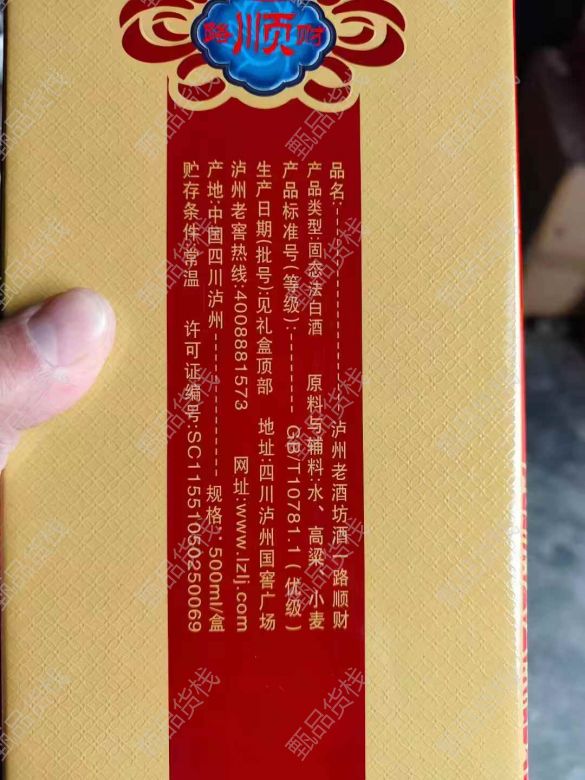 路顺财
品名:------------------泸州老酒坊酒一路顺财
产品类型:固态法白酒 原料与辅料:水、高粱、小麦
产品标准号(等级):--------GB/T10781.1(优级)
生产日期(批号):见礼盒顶部 地址:四川泸州国窖广场
泸州老窖热线:4008881573 网址:www.lzlj.com
产地:中国四川泸州------------规格:500ml/盒
贮存条件:常温 许可证编号:SC11551050250069
甄品货栈